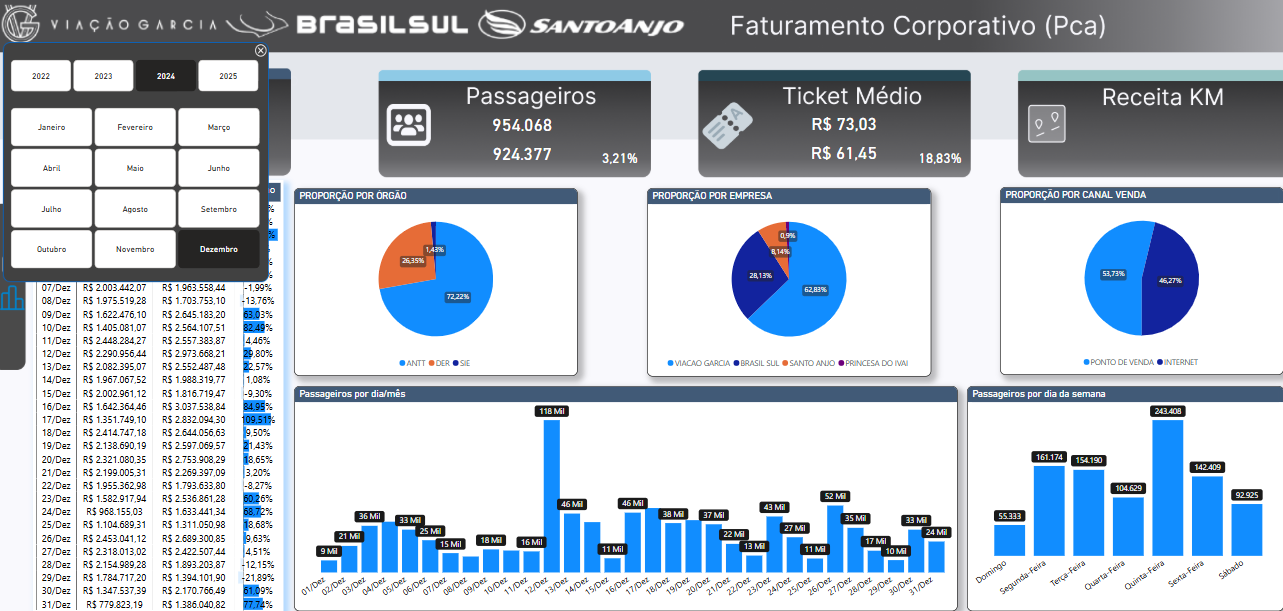 VIAÇÃO GARCIA BRASILSUL SANTOANJO Faturamento Corporativo (Pca)
2022 2023 2024 2025
Janeiro Fevereiro Março
Abril Maio Junho
Julho Agosto Setembro
Outubro Novembro Dezembro
Passageiros
954.068
924.377 3,21%
Ticket Médio
R$ 73,03
R$ 61,45 18,83%
Receita KM
07/Dez R$ 2.003.442,07 R$ 1.963.558,44 -1,99%
08/Dez R$ 1.975.519,28 R$ 1.703.753,10 -13,76%
09/Dez R$ 1.622.476,10 R$ 2.645.183,20 63,03%
10/Dez R$ 1.405.081,07 R$ 2.564.107,51 82,49%
11/Dez R$ 2.448.284,27 R$ 2.557.383,87 4,46%
12/Dez R$ 2.290.956,44 R$ 2.973.668,21 29,80%
13/Dez R$ 2.082.395,07 R$ 2.552.487,48 22,57%
14/Dez R$ 1.967.067,52 R$ 1.988.319,77 1,08%
15/Dez R$ 2.002.961,12 R$ 1.816.719,47 -9,30%
16/Dez R$ 1.642.364,46 R$ 3.037.538,84 84,95%
17/Dez R$ 1.351.749,10 R$ 2.832.094,30 109,51%
18/Dez R$ 2.414.747,18 R$ 2.644.056,63 9,50%
19/Dez R$ 2.138.690,19 R$ 2.597.069,57 21,43%
20/Dez R$ 2.321.080,35 R$ 2.753.908,29 18,65%
21/Dez R$ 2.199.005,31 R$ 2.269.397,09 3,20%
22/Dez R$ 1.955.362,98 R$ 1.793.633,80 -8,27%
23/Dez R$ 1.582.917,94 R$ 2.536.861,28 60,26%
24/Dez R$ 968.155,03 R$ 1.633.441,34 68,72%
25/Dez R$ 1.104.689,31 R$ 1.311.050,98 18,68%
26/Dez R$ 2.453.041,12 R$ 2.689.300,85 9,63%
27/Dez R$ 2.318.013,02 R$ 2.422.507,44 4,51%
28/Dez R$ 2.154.989,28 R$ 1.893.203,87 -12,15%
29/Dez R$ 1.784.717,20 R$ 1.394.101,90 -21,89%
30/Dez R$ 1.347.537,39 R$ 2.170.766,49 61,09%
31/Dez R$ 779.823,19 R$ 1.386.040,82 77,74%
PROPORÇÃO POR ÓRGÃO
1,43%
26,35%
72,22%
ANTT DER SIE
PROPORÇÃO POR EMPRESA
0,9%
8,14%
28,13%
62,83%
VIACAO GARCIA BRASIL SUL SANTO ANJO PRINCESA DO IVAI
PROPORÇÃO POR CANAL VENDA
53,73%
46,27%
PONTO DE VENDA INTERNET
Passageiros por dia/mês
9 Mil 21 Mil 36 Mil 33 Mil 25 Mil 15 Mil 18 Mil 16 Mil 118 Mil 46 Mil 11 Mil 46 Mil 38 Mil 37 Mil 22 Mil 13 Mil 43 Mil 27 Mil 11 Mil 52 Mil 35 Mil 17 Mil 10 Mil 33 Mil 24 Mil
01/Dez 02/Dez 03/Dez 04/Dez 05/Dez 06/Dez 07/Dez 08/Dez 09/Dez 10/Dez 11/Dez 12/Dez 13/Dez 14/Dez 15/Dez 16/Dez 17/Dez 18/Dez 19/Dez 20/Dez 21/Dez 22/Dez 23/Dez 24/Dez 25/Dez 26/Dez 27/Dez 28/Dez 29/Dez 30/Dez 31/Dez
Passageiros por dia da semana
55.333 161.174 154.190 104.629 243.408 142.409 92.925
Domingo Segunda-Feira Terça-Feira Quarta-Feira Quinta-Feira Sexta-Feira Sábado